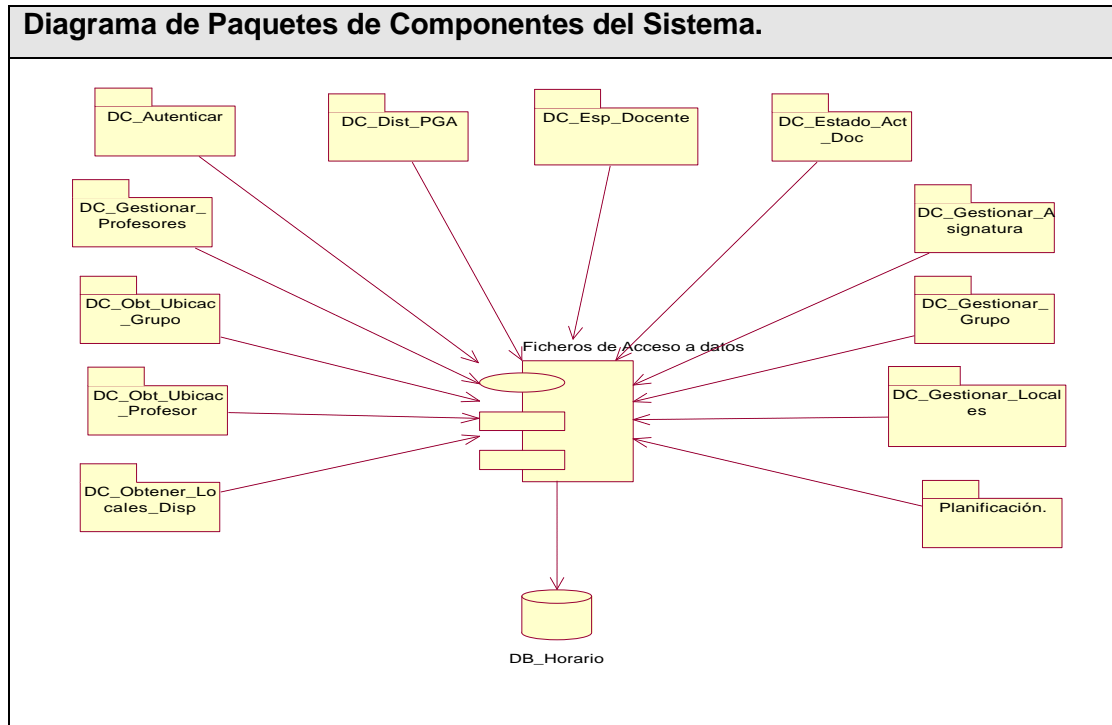 Diagrama de Paquetes de Componentes del Sistema.
DC_Autenticar
DC_Dist_PGA
DC_Esp_Docente
DC_Estado_Act
_Doc
DC_Gestionar_
Profesores
DC_Gestionar_A
signatura
DC_Obt_Ubicac
_Grupo
DC_Gestionar_
Grupo
Ficheros de Acceso a datos
DC_Obt_Ubicac
_Profesor
DC_Gestionar_Local
es
DC_Obtener_Lo
cales_Disp
Planificación.
DB_Horario